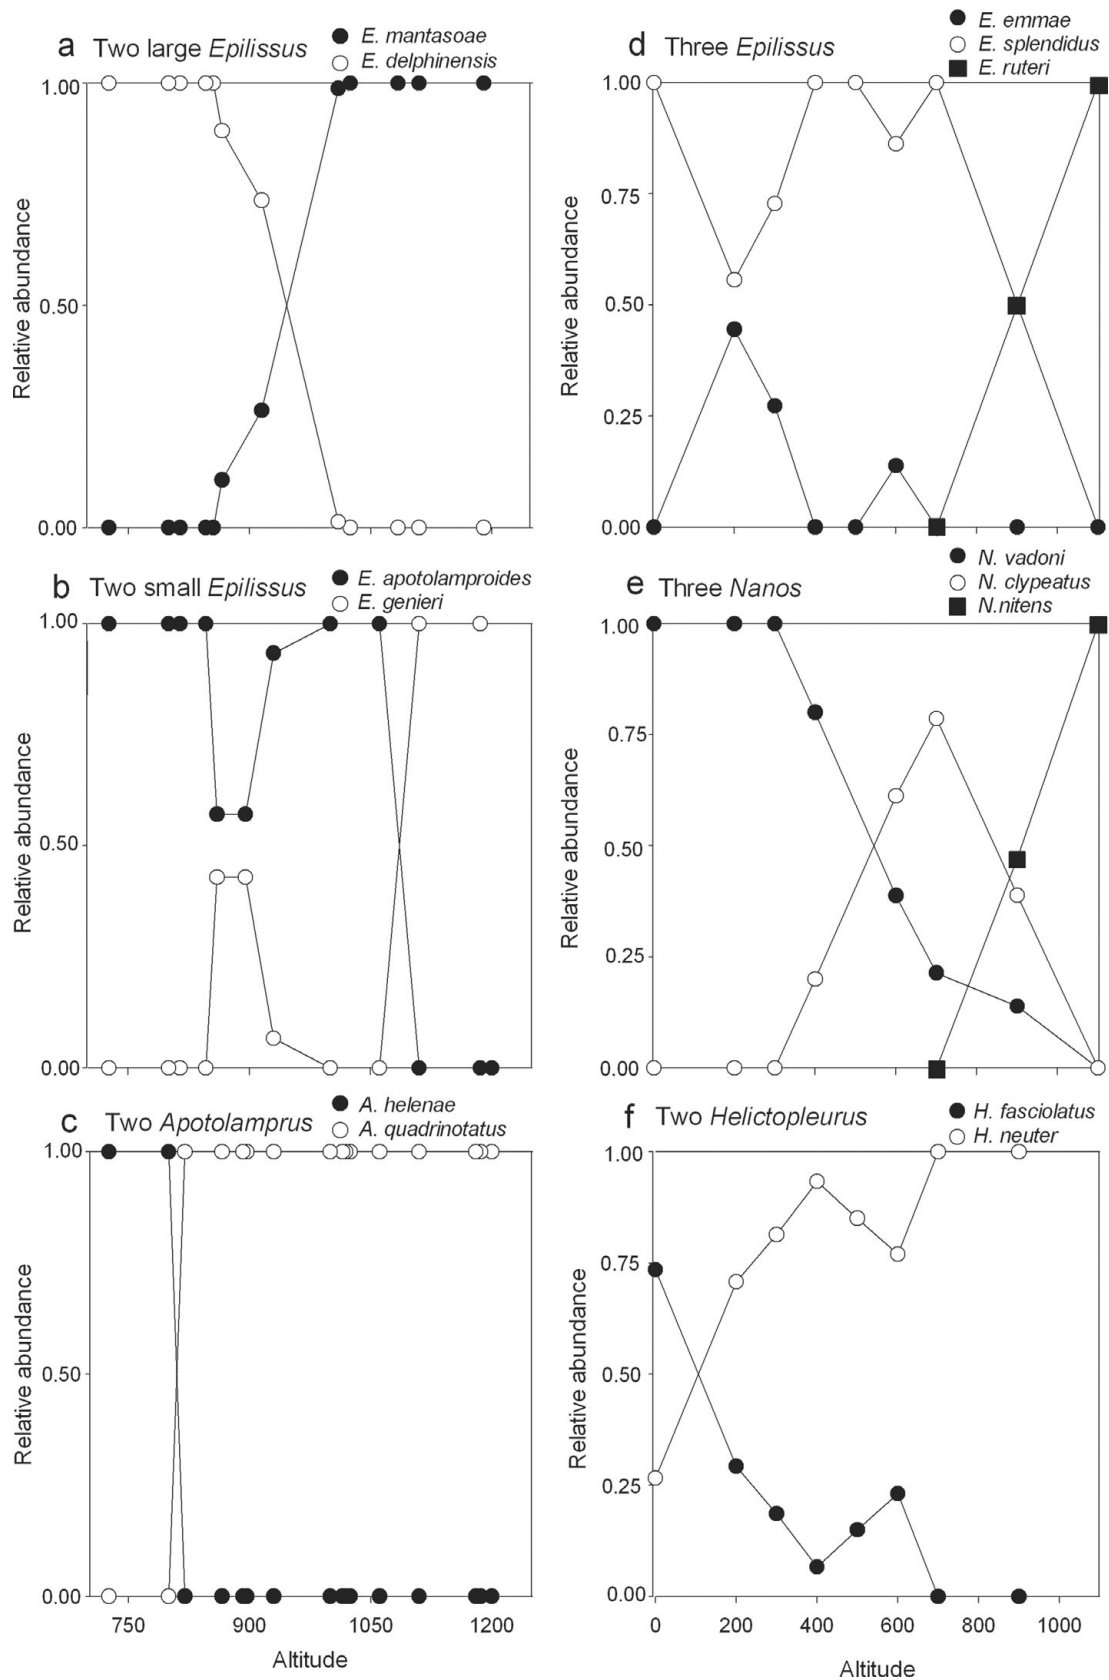 a Two large Epilissus
E. mantasoae
E. delphinensis
1.00
0.50
0.00
Relative abundance
b Two small Epilissus
E. apotolamproides
E. genieri
1.00
0.50
0.00
Relative abundance
c Two Apotolamprus
A. helenae
A. quadrinotatus
1.00
0.50
0.00
Relative abundance
750 900 1050 1200
Altitude
d Three Epilissus
E. emmae
E. splendidus
E. ruteri
1.00
0.75
0.50
0.25
0.00
Relative abundance
e Three Nanos
N. vadoni
N. clypeatus
N.nitens
1.00
0.75
0.50
0.25
0.00
Relative abundance
f Two Helictopleurus
H. fasciolatus
H. neuter
1.00
0.75
0.50
0.25
0.00
Relative abundance
0 200 400 600 800 1000
Altitude